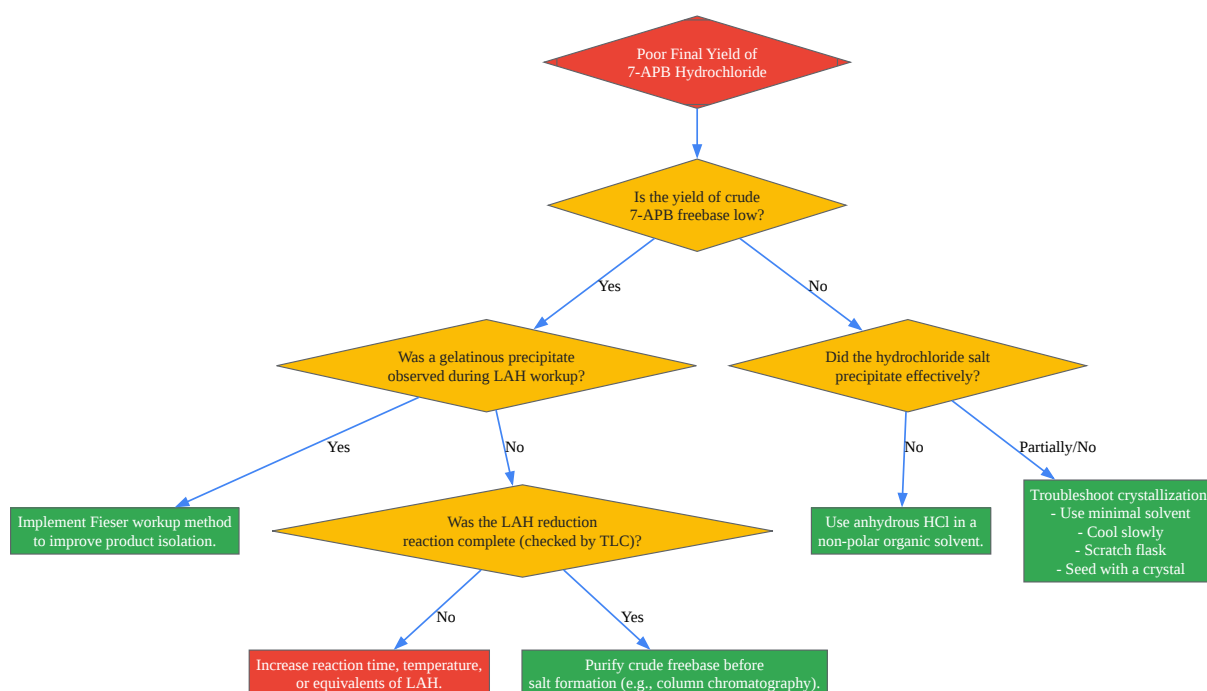 Poor Final Yield of
7-APB Hydrochloride
Is the yield of crude
7-APB freebase low?
Yes
No
Was a gelatinous precipitate
observed during LAH workup?
Did the hydrochloride salt
precipitate effectively?
Yes
No
No
Partially/No
Implement Fieser workup method
to improve product isolation.
Was the LAH reduction
reaction complete (checked by TLC)?
Use anhydrous HCl in a
non-polar organic solvent.
Troubleshoot crystallization
- Use minimal solvent
- Cool slowly
- Scratch flask
- Seed with a crystal
No
Yes
Increase reaction time, temperature,
or equivalents of LAH.
Purify crude freebase before
salt formation (e.g., column chromatography).